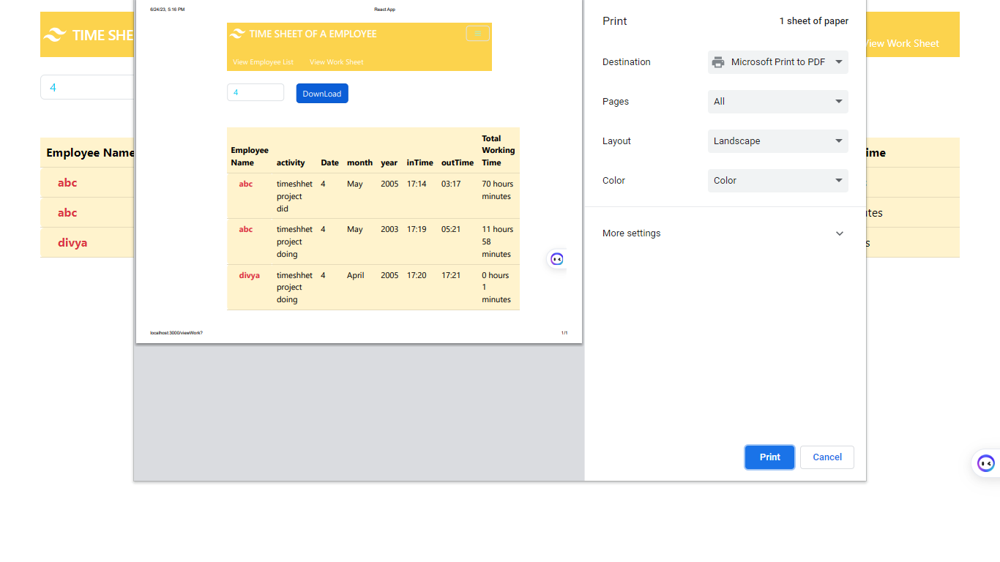 6/24/23, 5:16 PM
React App
TIME SHEET OF A EMPLOYEE
View Employee List
View Work Sheet
4
DownLoad
Employee Name
activity
Date
month
year
inTime
outTime
Total Working Time
abc
timeshhet project did
4
May
2005
17:14
03:17
70 hours minutes
abc
timeshhet project doing
4
May
2003
17:19
05:21
11 hours 58 minutes
divya
timeshhet project doing
4
April
2005
17:20
17:21
0 hours 1 minutes
localhost:3000/viewWork?
1/1
Print
1 sheet of paper
Destination
Microsoft Print to PDF
Pages
All
Layout
Landscape
Color
Color
More settings
Print
Cancel
TIME SHE
View Work Sheet
4
Employee Name
ime
abc
s
abc
utes
divya
s